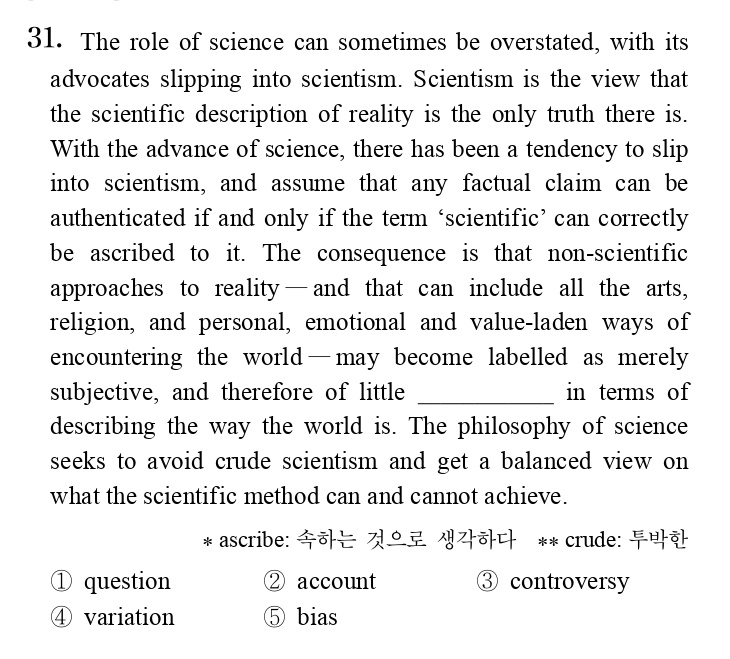 31. The role of science can sometimes be overstated, with its
advocates slipping into scientism. Scientism is the view that
the scientific description of reality is the only truth there is.
With the advance of science, there has been a tendency to slip
into scientism, and assume that any factual claim can be
authenticated if and only if the term ‘scientific’ can correctly
be ascribed to it. The consequence is that non-scientific
approaches to reality — and that can include all the arts,
religion, and personal, emotional and value-laden ways of
encountering the world — may become labelled as merely
subjective, and therefore of little ____________ in terms of
describing the way the world is. The philosophy of science
seeks to avoid crude scientism and get a balanced view on
what the scientific method can and cannot achieve.
* ascribe: 속하는 것으로 생각하다 ** crude: 투박한
① question ② account ③ controversy
④ variation ⑤ bias